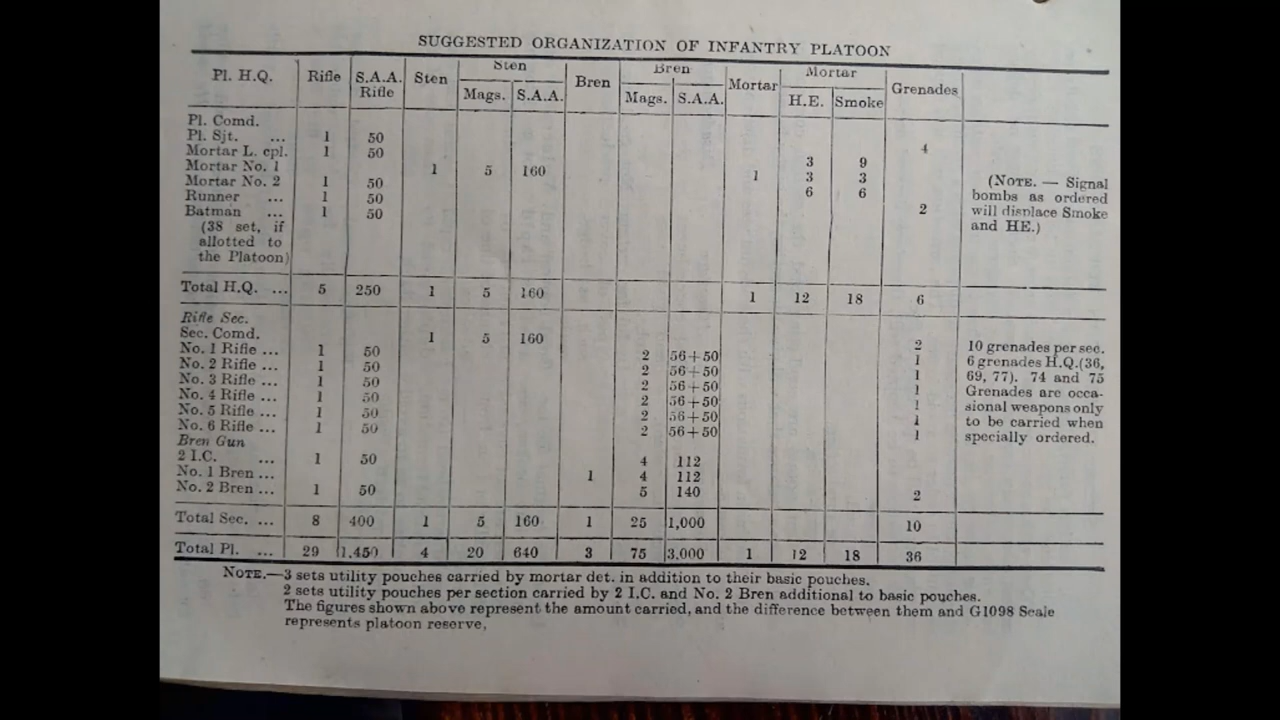 SUGGESTED ORGANIZATION OF INFANTRY PLATOON
Pl. H.Q. Rifle S.A.A. Rifle Sten Sten Mags. S.A.A. Bren Bren Mags. S.A.A. Mortar Mortar H.E. Smoke Grenades
Pl. Comd.
Pl. Sjt. ... 1 50 4
Mortar L. cpl. 1 50 3 9
Mortar No. 1 1 5 160 1 3 3
Mortar No. 2 1 50 6 6
Runner ... 1 50
Batman ... 1 50 2
(38 set, if
allotted to
the Platoon)
(NOTE. — Signal
bombs as ordered
will displace Smoke
and HE.)
Total H.Q. ... 5 250 1 5 160 1 12 18 6
Rifle Sec.
Sec. Comd. 1 5 160 2
No. 1 Rifle ... 1 50 2 56+50 1
No. 2 Rifle ... 1 50 2 56+50 1
No. 3 Rifle ... 1 50 2 56+50 1
No. 4 Rifle ... 1 50 2 56+50 1
No. 5 Rifle ... 1 50 2 56+50 1
No. 6 Rifle ... 1 50 2 56+50 1
Bren Gun
2 I.C. ... 1 50 4 112
No. 1 Bren ... 1 4 112
No. 2 Bren ... 1 50 5 140 2
10 grenades per sec.
6 grenades H.Q.(36,
69, 77). 74 and 75
Grenades are occa-
sional weapons only
to be carried when
specially ordered.
Total Sec. ... 8 400 1 5 160 1 25 1,000 10
Total Pl. ... 29 1,450 4 20 640 3 75 3,000 1 12 18 36
NOTE.—3 sets utility pouches carried by mortar det. in addition to their basic pouches.
2 sets utility pouches per section carried by 2 I.C. and No. 2 Bren additional to basic pouches.
The figures shown above represent the amount carried, and the difference between them and G1098 Scale
represents platoon reserve.